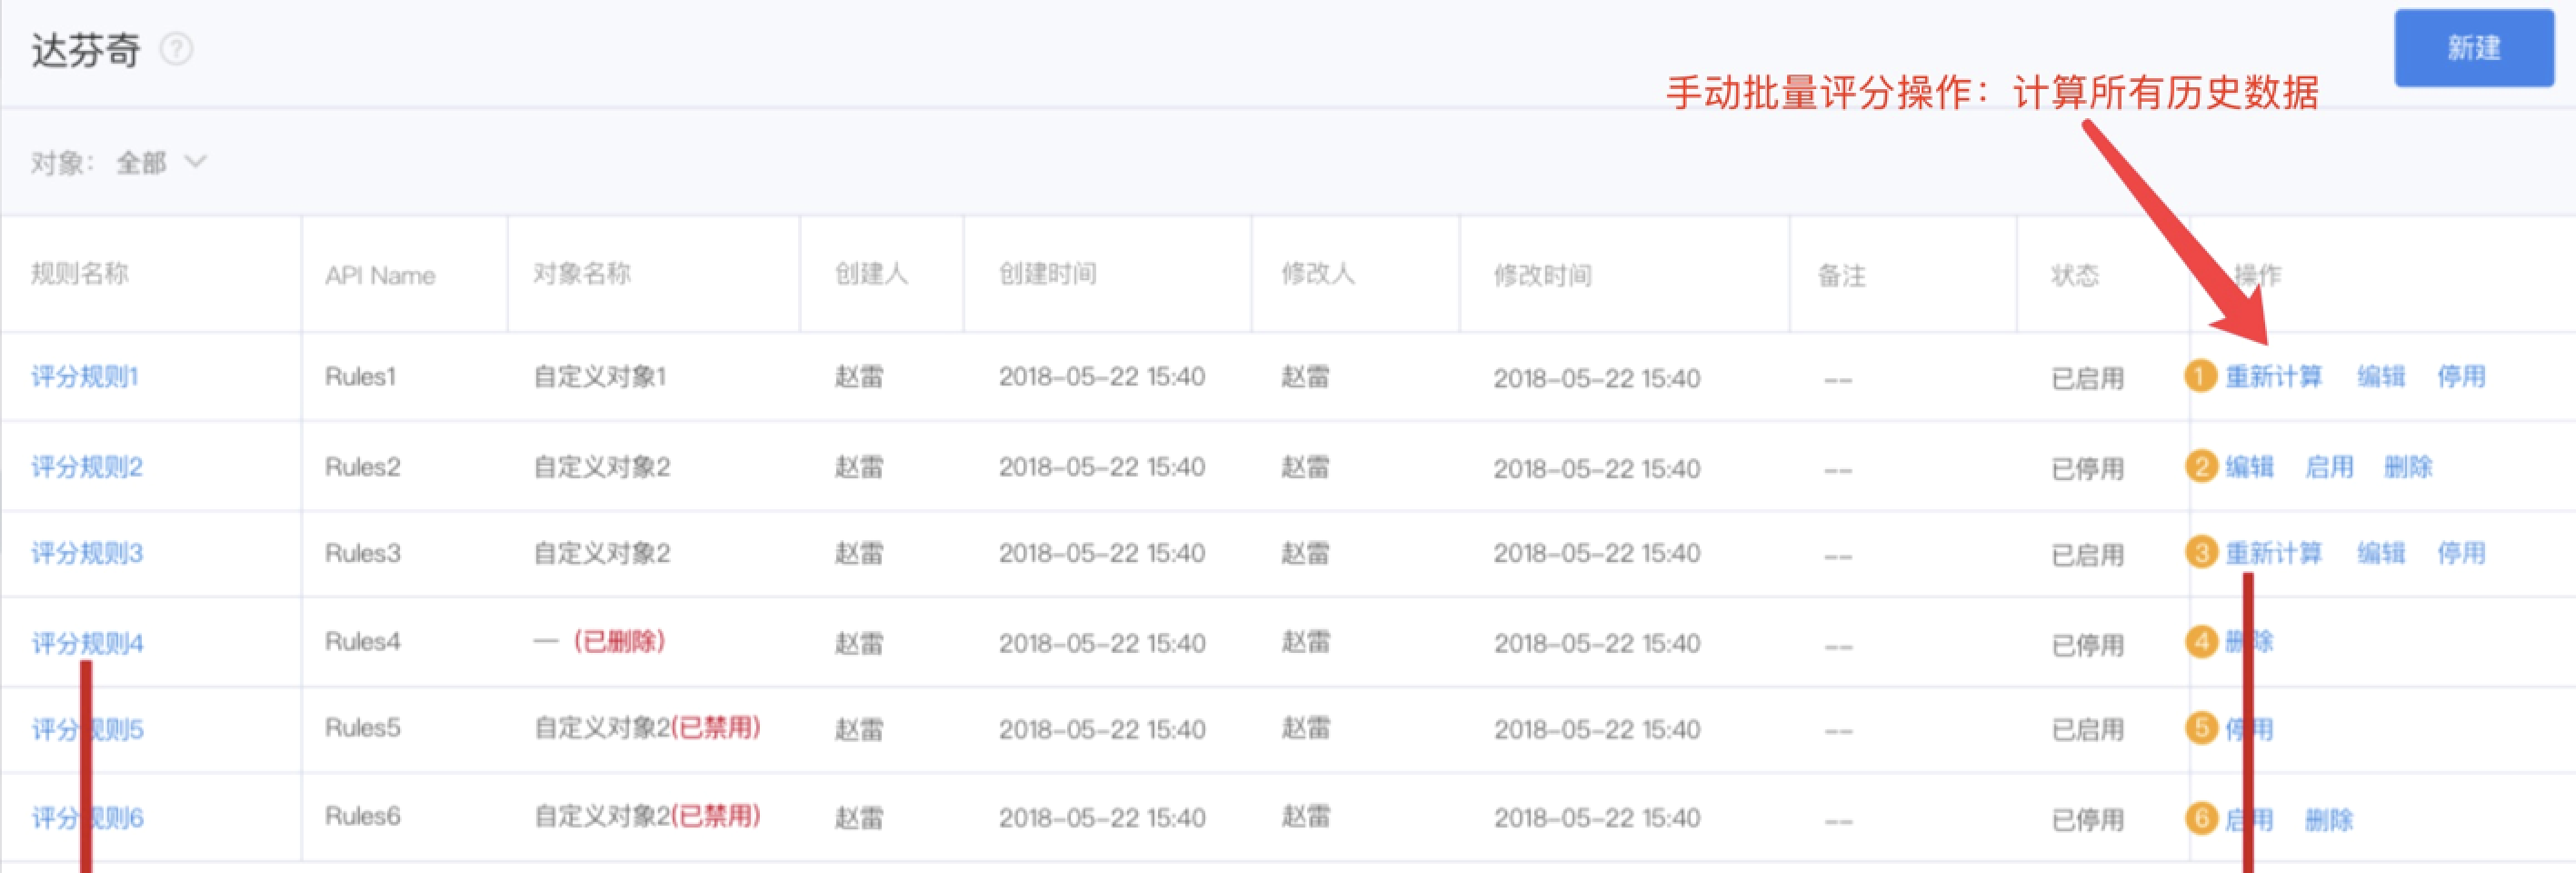 达芬奇 ?
新建
手动批量评分操作：计算所有历史数据
对象： 全部
规则名称 API Name 对象名称 创建人 创建时间 修改人 修改时间 备注 状态 操作
评分规则1 Rules1 自定义对象1 赵雷 2018-05-22 15:40 赵雷 2018-05-22 15:40 -- 已启用 1 重新计算 编辑 停用
评分规则2 Rules2 自定义对象2 赵雷 2018-05-22 15:40 赵雷 2018-05-22 15:40 -- 已停用 2 编辑 启用 删除
评分规则3 Rules3 自定义对象2 赵雷 2018-05-22 15:40 赵雷 2018-05-22 15:40 -- 已启用 3 重新计算 编辑 停用
评分规则4 Rules4 — (已删除) 赵雷 2018-05-22 15:40 赵雷 2018-05-22 15:40 -- 已停用 4 删除
评分规则5 Rules5 自定义对象2(已禁用) 赵雷 2018-05-22 15:40 赵雷 2018-05-22 15:40 -- 已启用 5 停用
评分规则6 Rules6 自定义对象2(已禁用) 赵雷 2018-05-22 15:40 赵雷 2018-05-22 15:40 -- 已停用 6 启用 删除